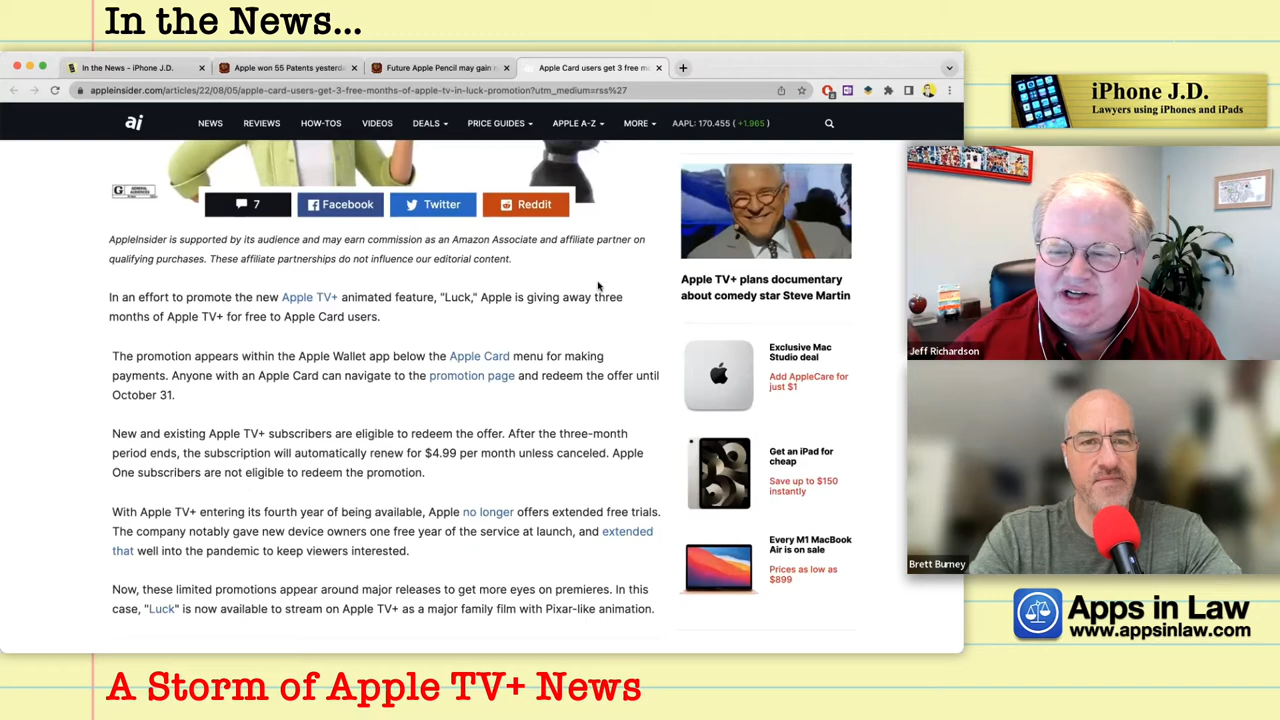 In the News...
In the News - iPhone J.D.
Apple won 55 Patents yesterd
Future Apple Pencil may gain
Apple Card users get 3 free m
appleinsider.com/articles/22/08/05/apple-card-users-get-3-free-months-of-apple-tv-in-luck-promotion?utm_medium=rss%27
ai NEWS REVIEWS HOW-TOS VIDEOS DEALS PRICE GUIDES APPLE A-Z MORE AAPL: 170.455 ( +1.965 )
G GENERAL AUDIENCES
7 Facebook Twitter Reddit
AppleInsider is supported by its audience and may earn commission as an Amazon Associate and affiliate partner on
qualifying purchases. These affiliate partnerships do not influence our editorial content.
In an effort to promote the new Apple TV+ animated feature, "Luck," Apple is giving away three
months of Apple TV+ for free to Apple Card users.
The promotion appears within the Apple Wallet app below the Apple Card menu for making
payments. Anyone with an Apple Card can navigate to the promotion page and redeem the offer until
October 31.
New and existing Apple TV+ subscribers are eligible to redeem the offer. After the three-month
period ends, the subscription will automatically renew for $4.99 per month unless canceled. Apple
One subscribers are not eligible to redeem the promotion.
With Apple TV+ entering its fourth year of being available, Apple no longer offers extended free trials.
The company notably gave new device owners one free year of the service at launch, and extended
that well into the pandemic to keep viewers interested.
Now, these limited promotions appear around major releases to get more eyes on premieres. In this
case, "Luck" is now available to stream on Apple TV+ as a major family film with Pixar-like animation.
Apple TV+ plans documentary
about comedy star Steve Martin
Exclusive Mac
Studio deal
Add AppleCare for
just $1
Get an iPad for
cheap
Save up to $150
instantly
Every M1 MacBook
Air is on sale
Prices as low as
$899
iPhone J.D.
Lawyers using iPhones and iPads
Jeff Richardson
Brett Burney
Apps in Law
www.appsinlaw.com
A Storm of Apple TV+ News